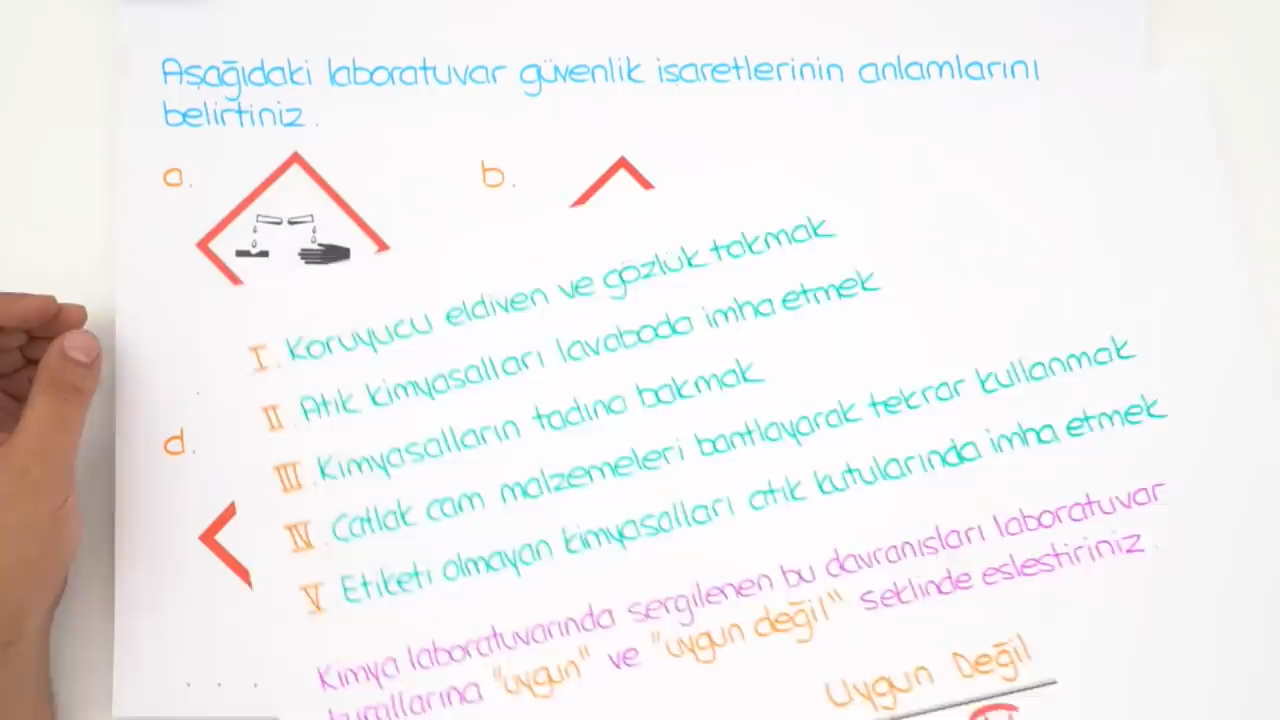 Aşağıdaki laboratuvar güvenlik işaretlerinin anlamlarını
belirtiniz.
a.
b.
I. Koruyucu eldiven ve gözlük takmak
II. Atık kimyasalları lavaboda imha etmek
III. Kimyasalların tadına bakmak
d.
IV. Çatlak cam malzemeleri bantlayarak tekrar kullanmak
V. Etiketi olmayan kimyasalları atık kutularında imha etmek
Kimya laboratuvarında sergilenen bu davranışları laboratuvar
kurallarına "uygun" ve "uygun değil" şeklinde eşleştiriniz.
Uygun Değil